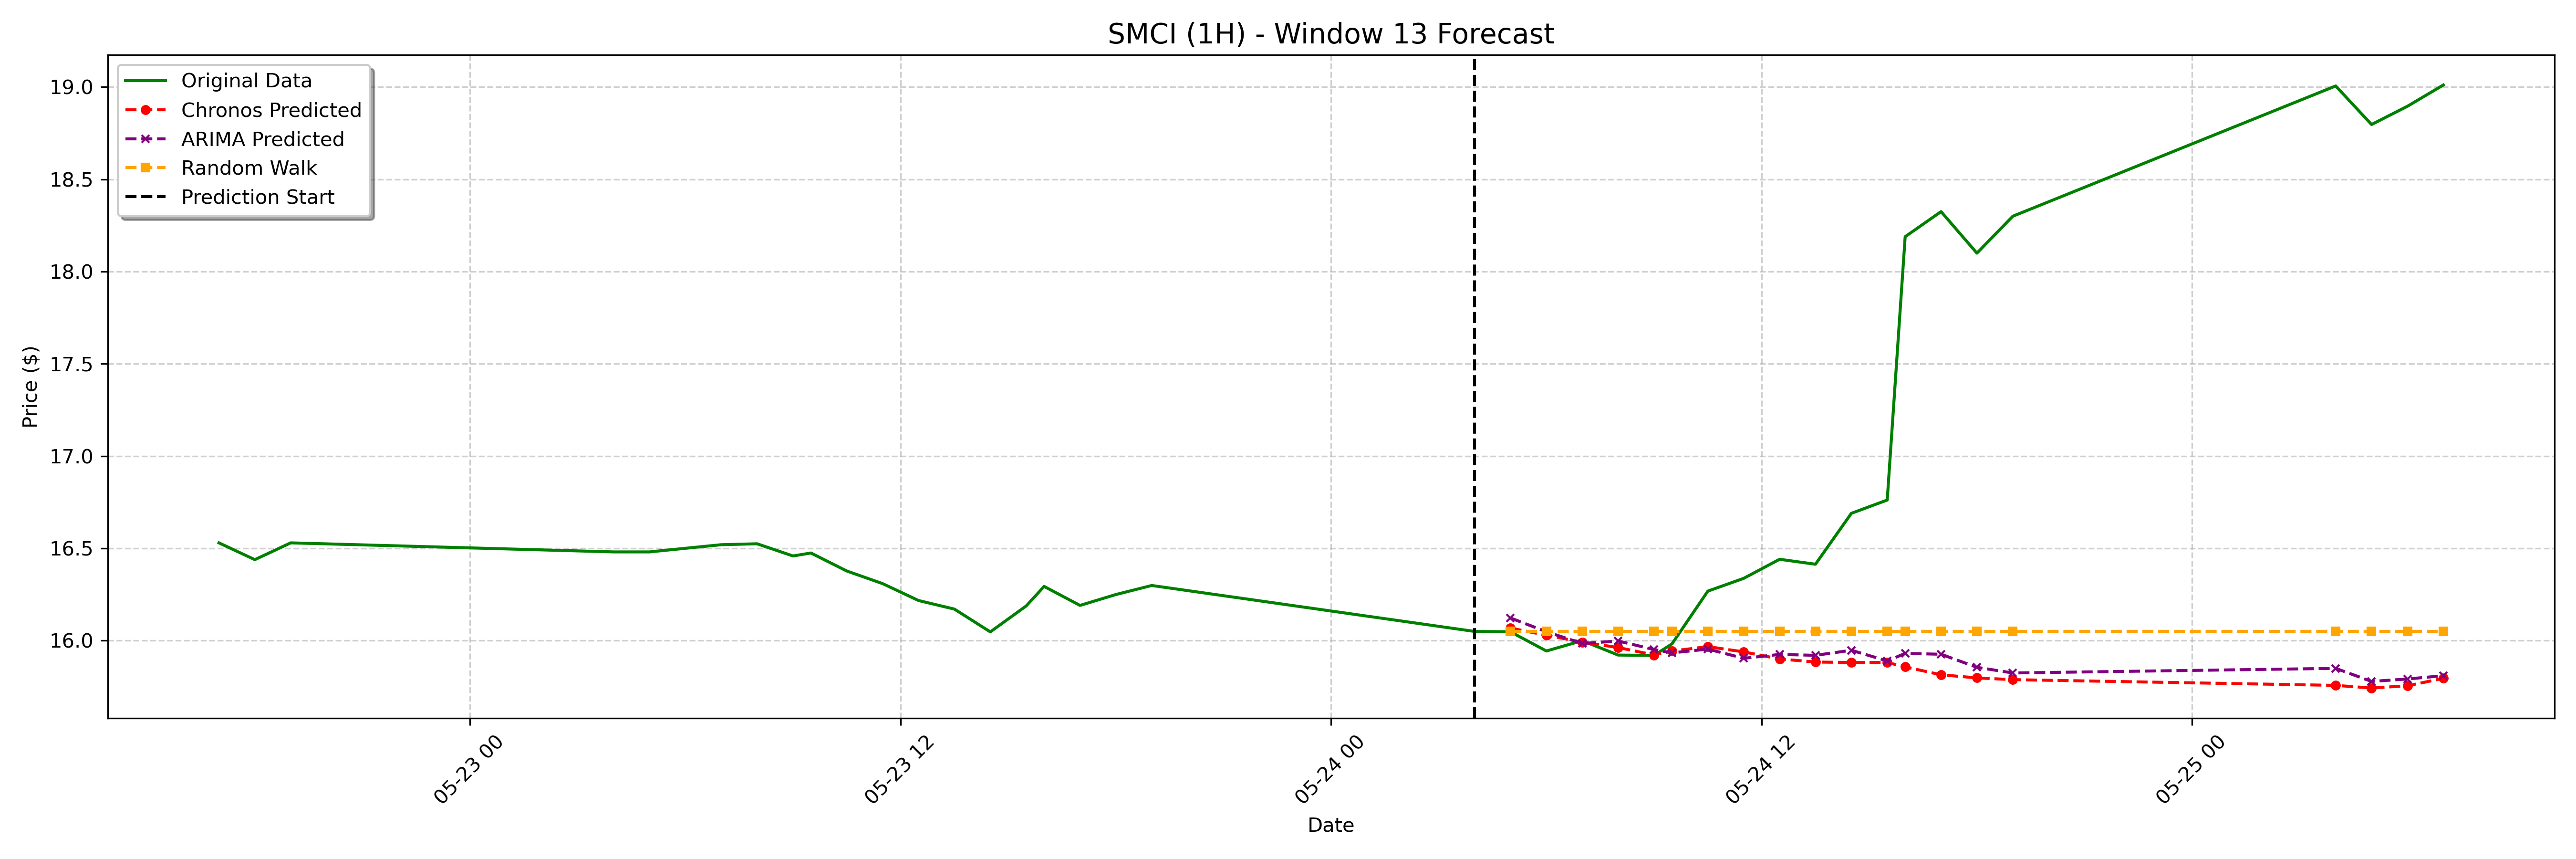 SMCI (1H) - Window 13 Forecast
Original Data
Chronos Predicted
ARIMA Predicted
Random Walk
Prediction Start
Price ($)
19.0
18.5
18.0
17.5
17.0
16.5
16.0
05-23 00
05-23 12
05-24 00
05-24 12
05-25 00
Date